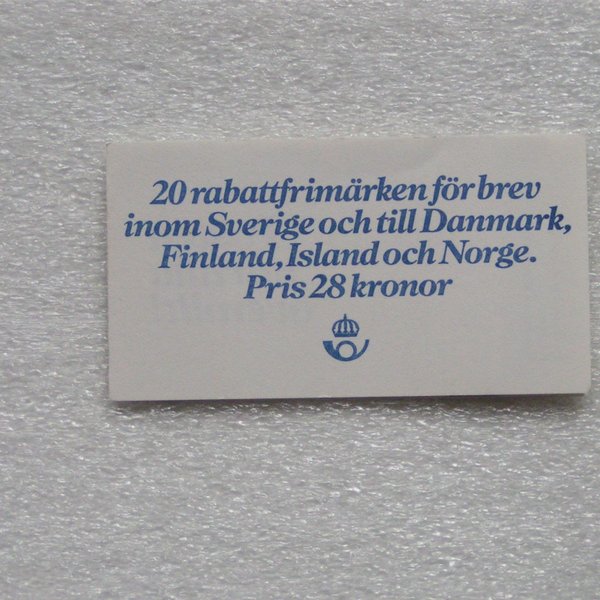 20 rabattfrimärken för brev
inom Sverige och till Danmark,
Finland, Island och Norge.
Pris 28 kronor